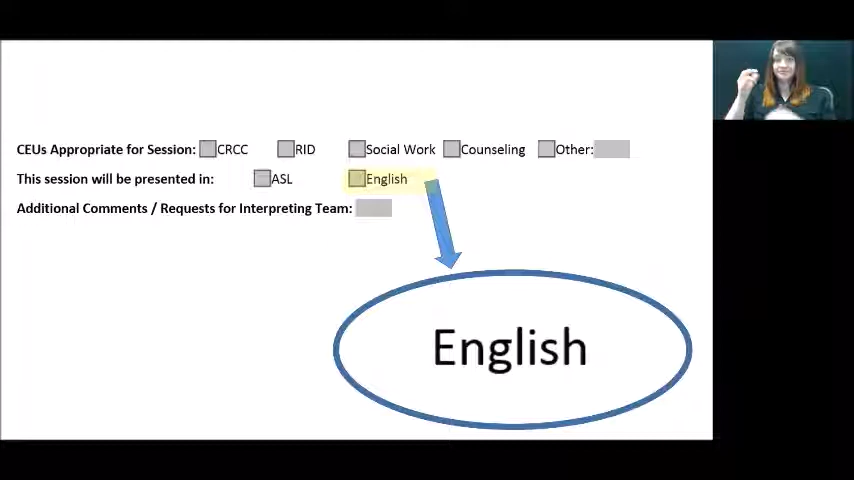 CEUs Appropriate for Session: CRCC RID Social Work Counseling Other:
This session will be presented in: ASL English
Additional Comments / Requests for Interpreting Team:
English